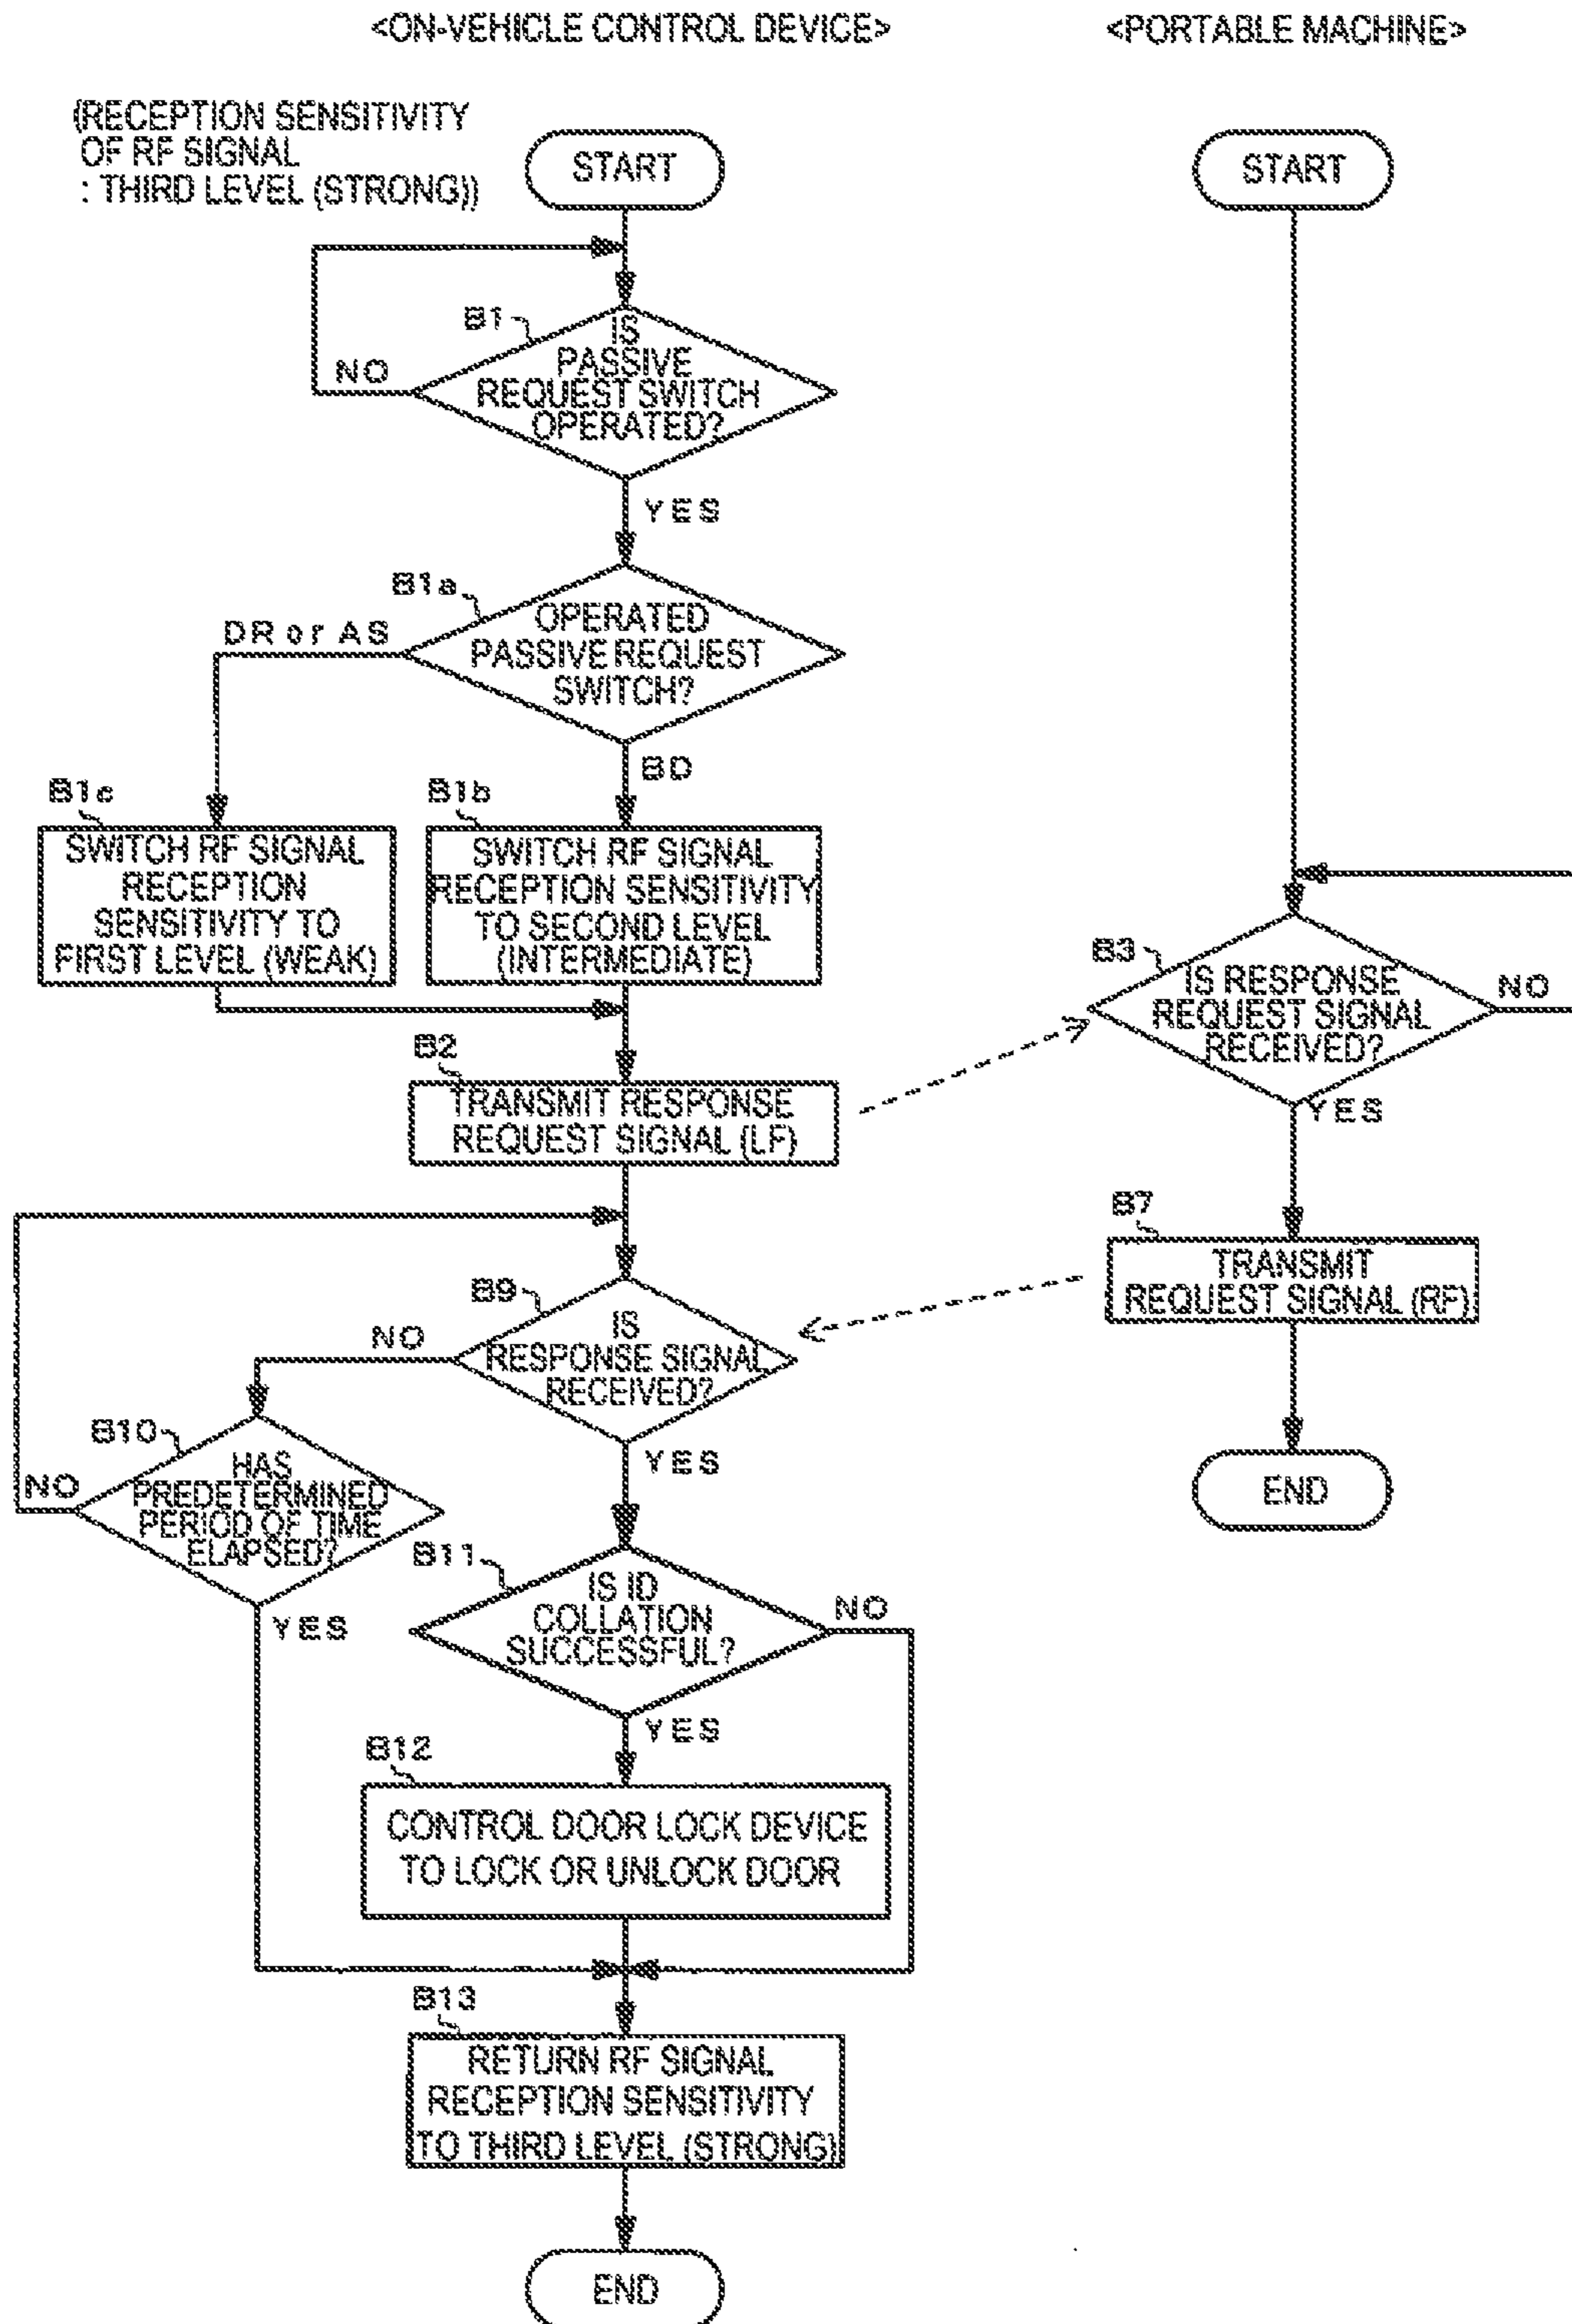 <ON-VEHICLE CONTROL DEVICE>
<PORTABLE MACHINE>
(RECEPTION SENSITIVITY
OF RF SIGNAL
: THIRD LEVEL (STRONG))
START
START
B1
IS
PASSIVE
REQUEST SWITCH
OPERATED?
NO
YES
B1a
OPERATED
PASSIVE REQUEST
SWITCH?
DR or AS
BD
B1c
SWITCH RF SIGNAL
RECEPTION
SENSITIVITY TO
FIRST LEVEL (WEAK)
B1b
SWITCH RF SIGNAL
RECEPTION SENSITIVITY
TO SECOND LEVEL
(INTERMEDIATE)
B3
IS RESPONSE
REQUEST SIGNAL
RECEIVED?
NO
YES
B2
TRANSMIT RESPONSE
REQUEST SIGNAL (LF)
B7
TRANSMIT
REQUEST SIGNAL (RF)
B9
IS
RESPONSE SIGNAL
RECEIVED?
NO
YES
END
B10
HAS
PREDETERMINED
PERIOD OF TIME
ELAPSED?
NO
YES
B11
IS ID
COLLATION
SUCCESSFUL?
NO
YES
B12
CONTROL DOOR LOCK DEVICE
TO LOCK OR UNLOCK DOOR
B13
RETURN RF SIGNAL
RECEPTION SENSITIVITY
TO THIRD LEVEL (STRONG)
END